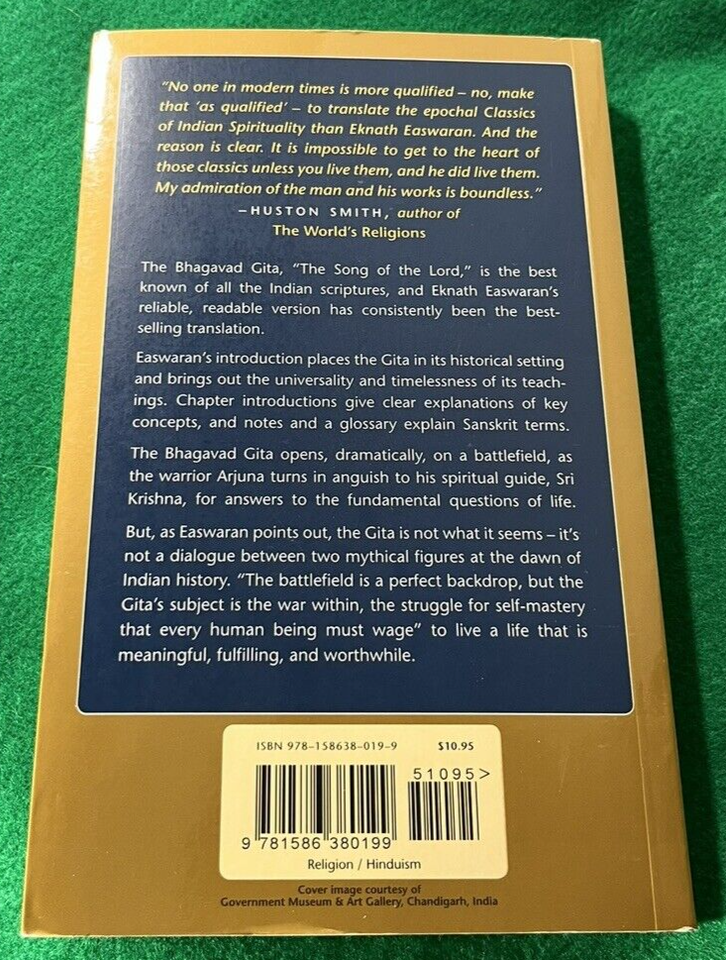 “No one in modern times is more qualified – no, make
that ‘as qualified’ – to translate the epochal Classics
of Indian Spirituality than Eknath Easwaran. And the
reason is clear. It is impossible to get to the heart of
those classics unless you live them, and he did live them.
My admiration of the man and his works is boundless.”
–HUSTON SMITH, author of
The World’s Religions
The Bhagavad Gita, “The Song of the Lord,” is the best
known of all the Indian scriptures, and Eknath Easwaran’s
reliable, readable version has consistently been the best-
selling translation.
Easwaran’s introduction places the Gita in its historical setting
and brings out the universality and timelessness of its teach-
ings. Chapter introductions give clear explanations of key
concepts, and notes and a glossary explain Sanskrit terms.
The Bhagavad Gita opens, dramatically, on a battlefield, as
the warrior Arjuna turns in anguish to his spiritual guide, Sri
Krishna, for answers to the fundamental questions of life.
But, as Easwaran points out, the Gita is not what it seems – it’s
not a dialogue between two mythical figures at the dawn of
Indian history. “The battlefield is a perfect backdrop, but the
Gita’s subject is the war within, the struggle for self-mastery
that every human being must wage” to live a life that is
meaningful, fulfilling, and worthwhile.
ISBN 978–158638–019–9 $10.95
51095>
9 781586 380199
Religion / Hinduism
Cover image courtesy of
Government Museum & Art Gallery, Chandigarh, India